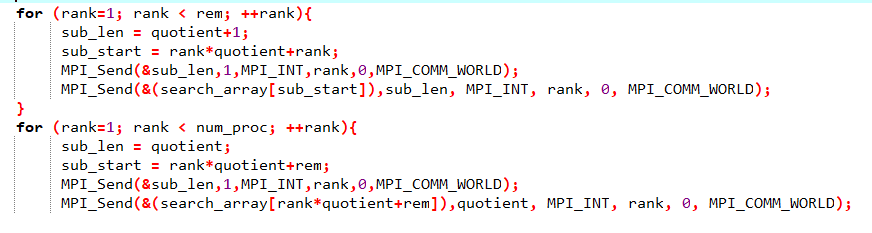 for (rank=1; rank < rem; ++rank){
sub_len = quotient+1;
sub_start = rank*quotient+rank;
MPI_Send(&sub_len,1,MPI_INT,rank,0,MPI_COMM_WORLD);
MPI_Send(&(search_array[sub_start]),sub_len, MPI_INT, rank, 0, MPI_COMM_WORLD);
}
for (rank=1; rank < num_proc; ++rank){
sub_len = quotient;
sub_start = rank*quotient+rem;
MPI_Send(&sub_len,1,MPI_INT,rank,0,MPI_COMM_WORLD);
MPI_Send(&(search_array[rank*quotient+rem]),quotient, MPI_INT, rank, 0, MPI_COMM_WORLD);